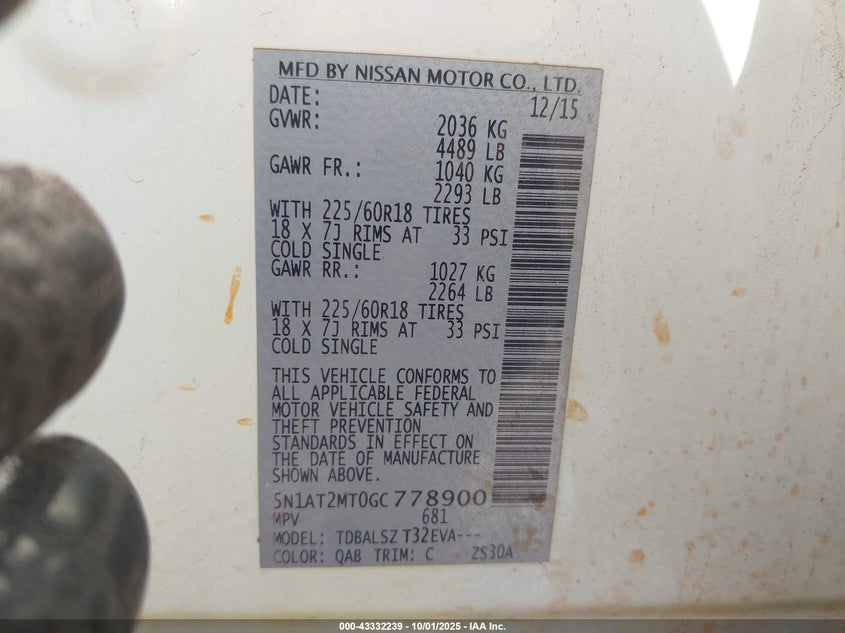 MFD BY NISSAN MOTOR CO., LTD.
DATE: 12/15
GVWR: 2036 KG
4489 LB
GAWR FR.: 1040 KG
2293 LB
WITH 225/60R18 TIRES
18 X 7J RIMS AT 33 PSI
COLD SINGLE
GAWR RR.: 1027 KG
2264 LB
WITH 225/60R18 TIRES
18 X 7J RIMS AT 33 PSI
COLD SINGLE
THIS VEHICLE CONFORMS TO
ALL APPLICABLE FEDERAL
MOTOR VEHICLE SAFETY AND
THEFT PREVENTION
STANDARDS IN EFFECT ON
THE DATE OF MANUFACTURE
SHOWN ABOVE.
5N1AT2MT0GC778900
MPV 681
MODEL: TDBALSZ T32EVA---
COLOR: QAB TRIM: C ZS30A
000-43332239 - 10/01/2025 - IAA Inc.